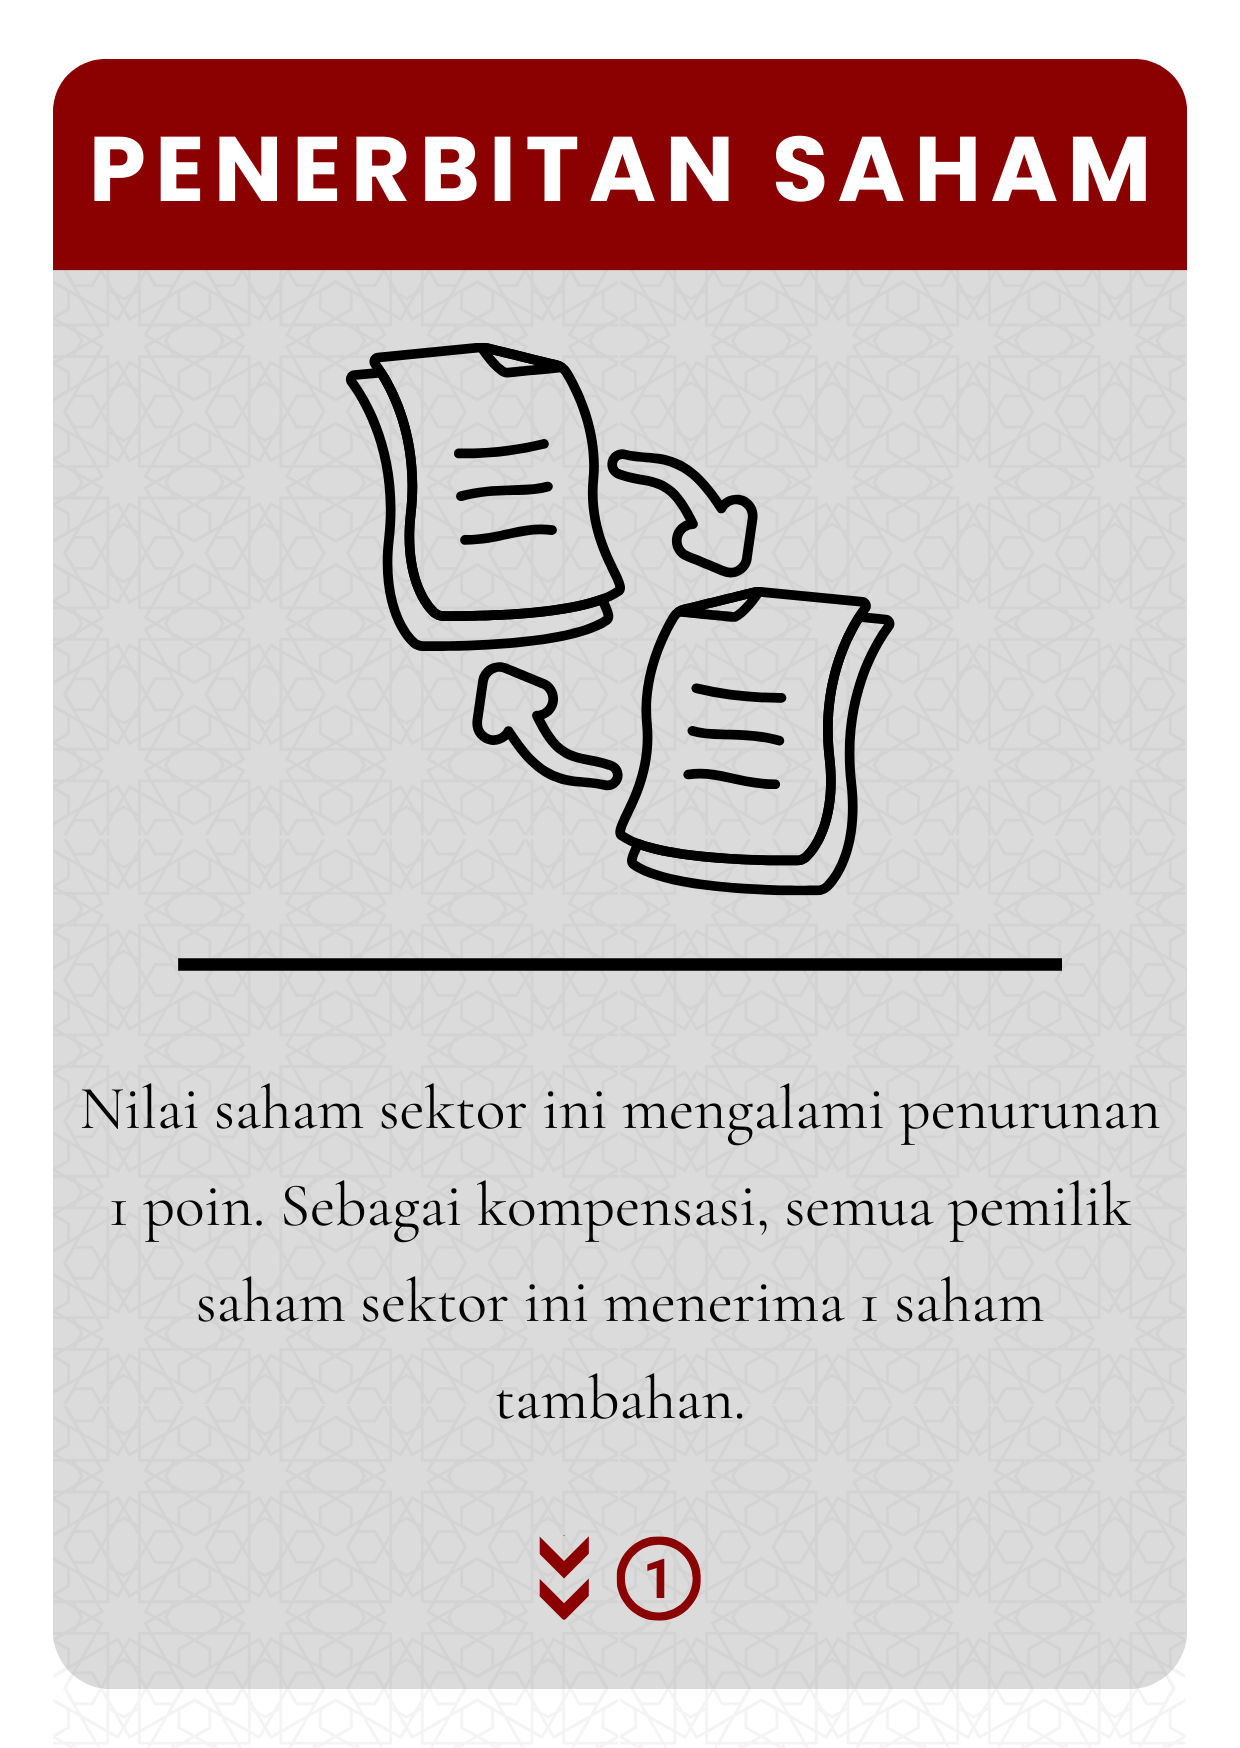 PENERBITAN SAHAM
Nilai saham sektor ini mengalami penurunan
1 poin. Sebagai kompensasi, semua pemilik
saham sektor ini menerima 1 saham
tambahan.
1